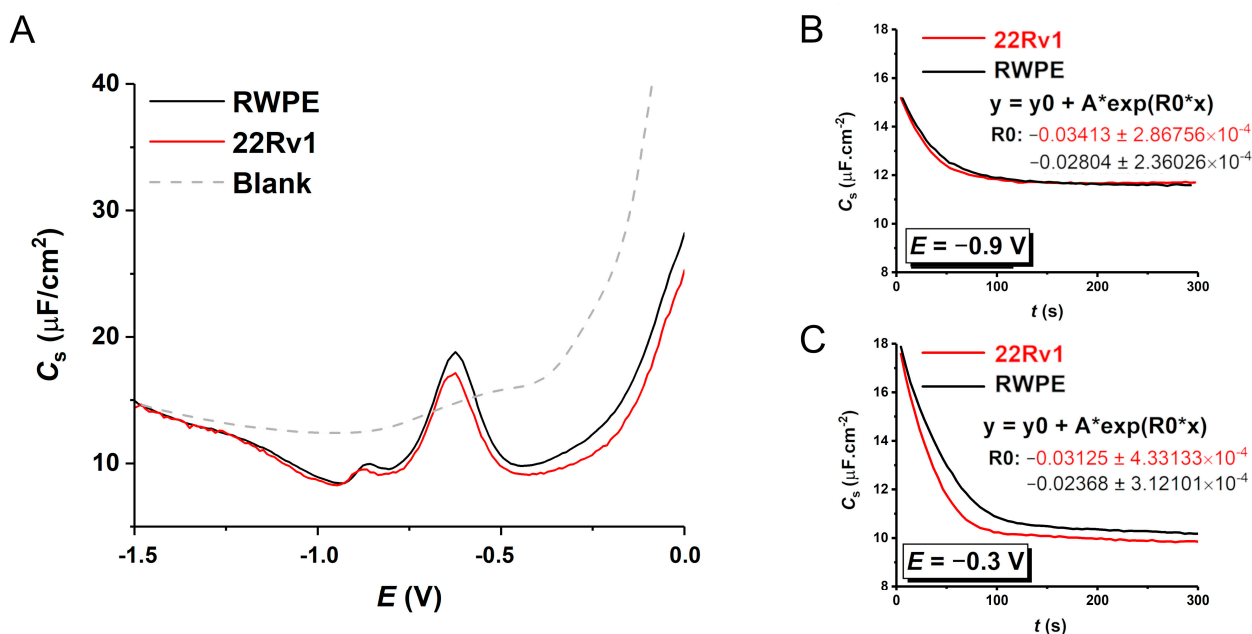 A
40
30
20
10
-1.5
-1.0
-0.5
0.0
C_s (μF/cm²)
E (V)
RWPE
22Rv1
Blank
B
18
16
14
12
10
8
0
100
200
300
C_s (μF.cm⁻²)
t (s)
22Rv1
RWPE
y = y0 + A*exp(R0*x)
R0: −0.03413 ± 2.86756×10⁻⁴
−0.02804 ± 2.36026×10⁻⁴
E = −0.9 V
C
18
16
14
12
10
8
0
100
200
300
C_s (μF.cm⁻²)
t (s)
22Rv1
RWPE
y = y0 + A*exp(R0*x)
R0: −0.03125 ± 4.33133×10⁻⁴
−0.02368 ± 3.12101×10⁻⁴
E = −0.3 V